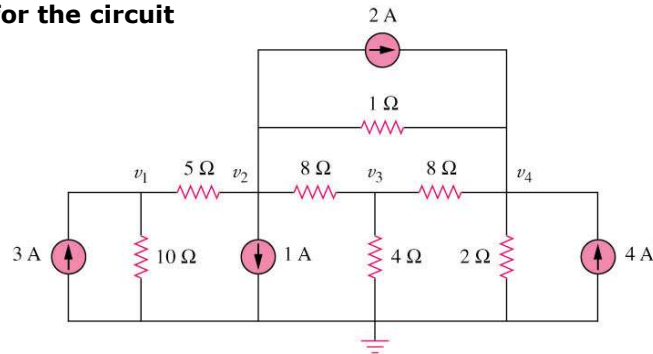 for the circuit
2 A
1 Ω
v1 5 Ω v2 8 Ω v3 8 Ω v4
3 A 10 Ω 1 A 4 Ω 2 Ω 4 A